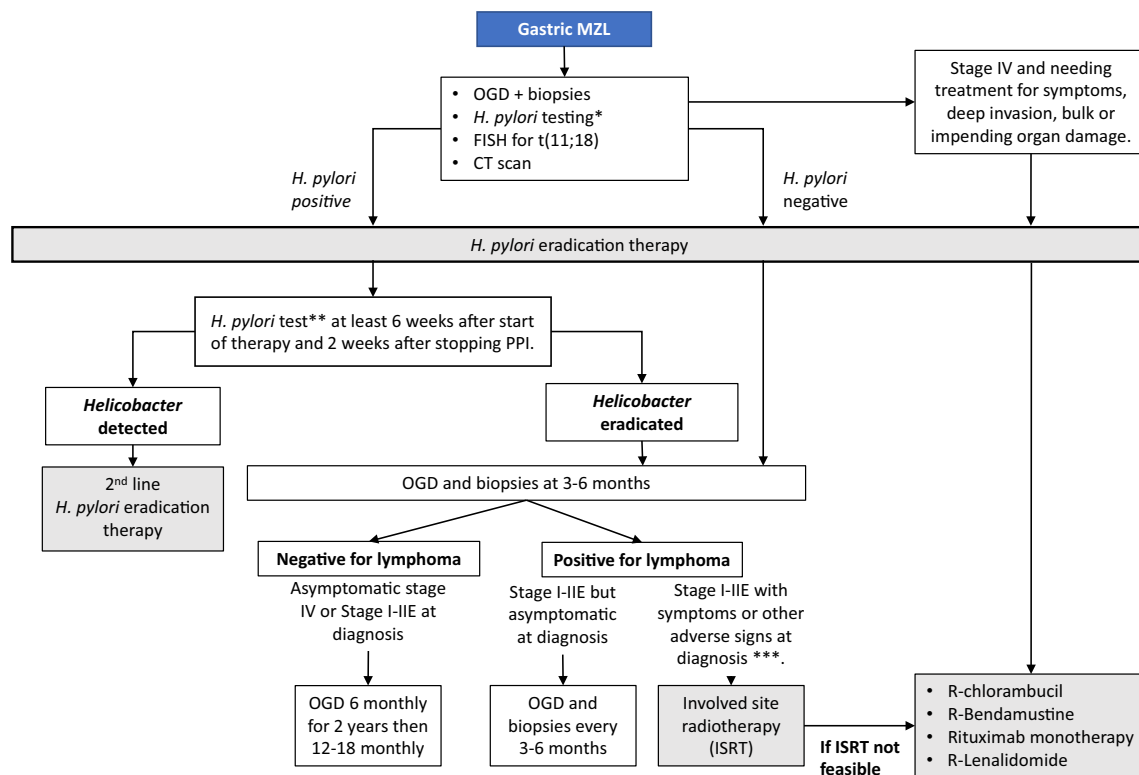 Gastric MZL
• OGD + biopsies
• H. pylori testing*
• FISH for t(11;18)
• CT scan
Stage IV and needing
treatment for symptoms,
deep invasion, bulk or
impending organ damage.
H. pylori
positive
H. pylori
negative
H. pylori eradication therapy
H. pylori test** at least 6 weeks after start
of therapy and 2 weeks after stopping PPI.
Helicobacter
detected
Helicobacter
eradicated
2nd line
H. pylori eradication
therapy
OGD and biopsies at 3-6 months
Negative for lymphoma
Positive for lymphoma
Asymptomatic stage
IV or Stage I-IIE at
diagnosis
Stage I-IIE but
asymptomatic
at diagnosis
Stage I-IIE with
symptoms or other
adverse signs at
diagnosis ***.
OGD 6 monthly
for 2 years then
12-18 monthly
OGD and
biopsies every
3-6 months
Involved site
radiotherapy
(ISRT)
If ISRT not
feasible
• R-chlorambucil
• R-Bendamustine
• Rituximab monotherapy
• R-Lenalidomide